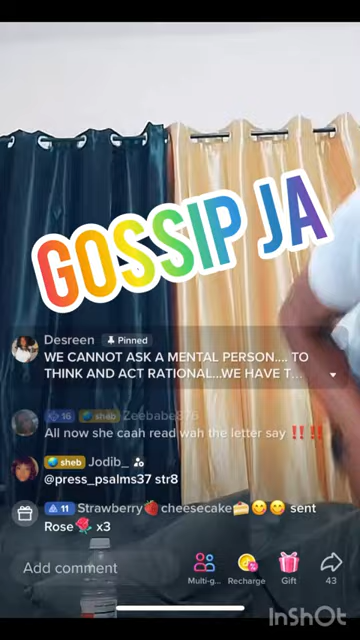 GOSSIP JA
Desreen Pinned
WE CANNOT ASK A MENTAL PERSON.... TO
THINK AND ACT RATIONAL...WE HAVE T...
16 sheb Zeebabe876
All now she caah read wah the letter say ‼️‼️
sheb Jodib_
@press_psalms37 str8
11 Strawberry🍓cheesecake🍰😋😋 sent
Rose🌹 x3
Add comment
Multi-g... Recharge Gift 43
InShOt